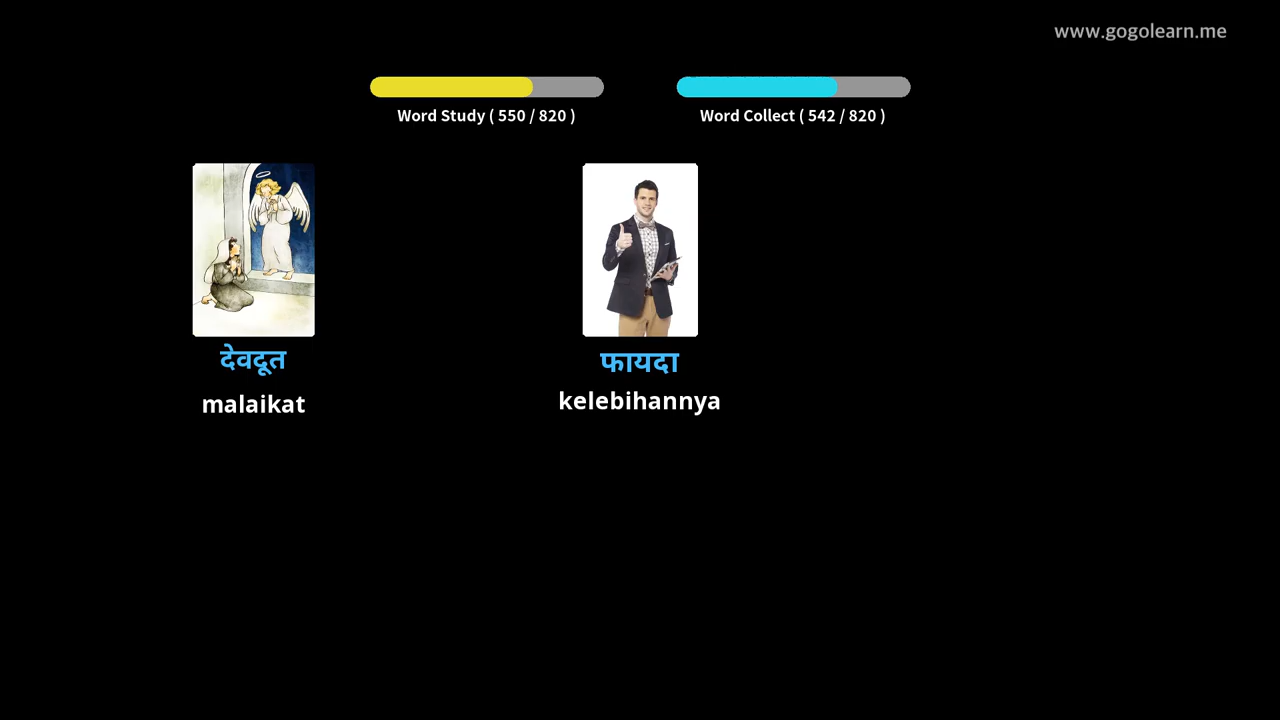 www.gogolearn.me
Word Study ( 550 / 820 )
Word Collect ( 542 / 820 )
देवदूत
malaikat
फायदा
kelebihannya